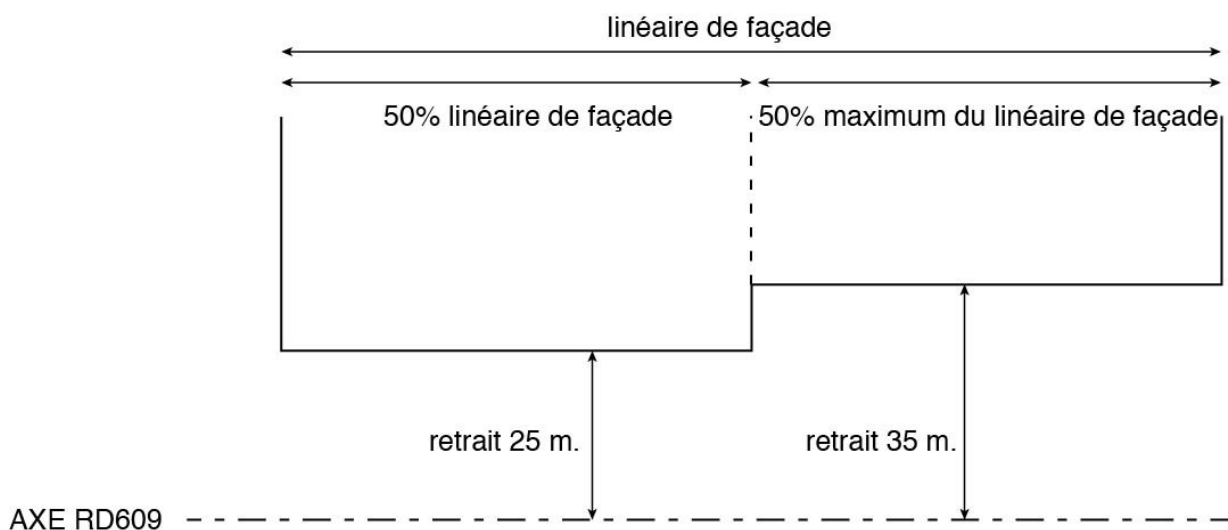 linéaire de façade
50% linéaire de façade
50% maximum du linéaire de façade
retrait 25 m.
retrait 35 m.
AXE RD609